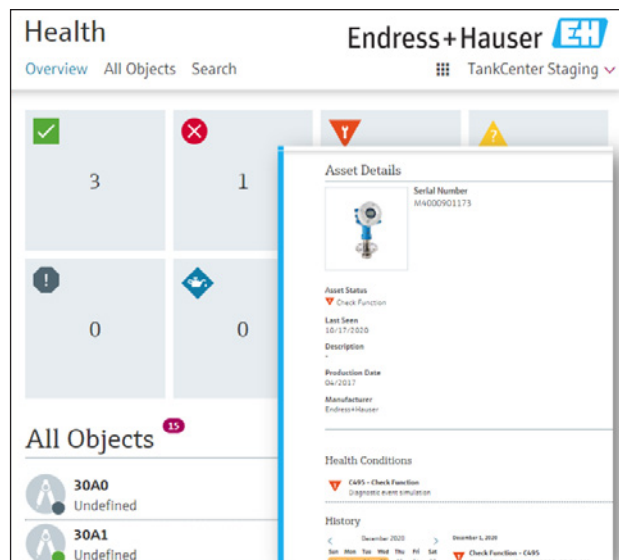 Health
Endress+Hauser EH
Overview All Objects Search
TankCenter Staging
3
1
0
0
All Objects 15
30A0
Undefined
30A1
Undefined
Asset Details
Serial Number
M4000901173
Asset Status
Check Function
Last Seen
10/17/2020
Description
-
Production Date
04/2017
Manufacturer
Endress+Hauser
Health Conditions
C495 - Check Function
Diagnostic event simulation
History
December 2020
Sun Mon Tue Wed Thu Fri Sat
December 1, 2020
Check Function - C495